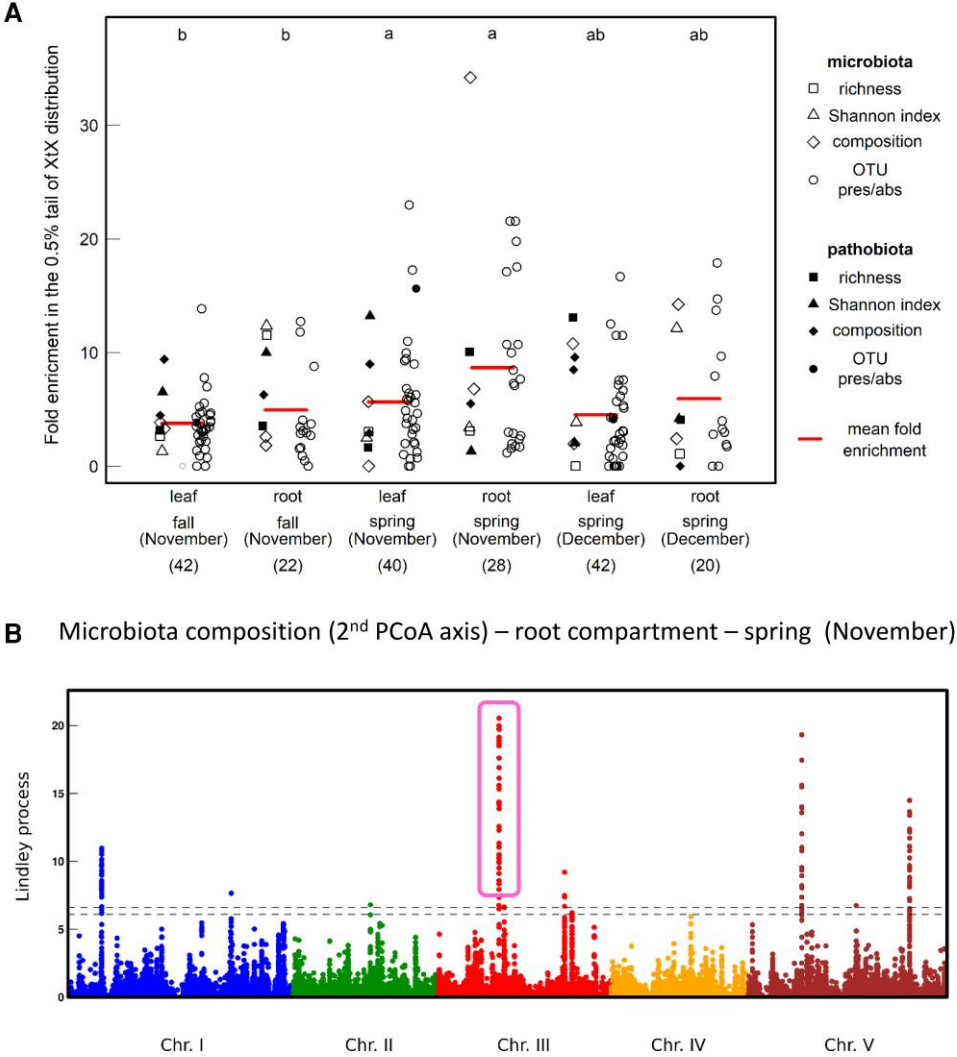 A
Fold enrichment in the 0.5% tail of XtX distribution
b b a a ab ab
30
20
10
0
leaf root leaf root leaf root
fall fall spring spring spring spring
(November) (November) (November) (November) (December) (December)
(42) (22) (40) (28) (42) (20)
microbiota
richness
Shannon index
composition
OTU
pres/abs
pathobiota
richness
Shannon index
composition
OTU
pres/abs
mean fold
enrichment
B Microbiota composition (2nd PCoA axis) – root compartment – spring (November)
Lindley process
20
15
10
5
0
Chr. I Chr. II Chr. III Chr. IV Chr. V